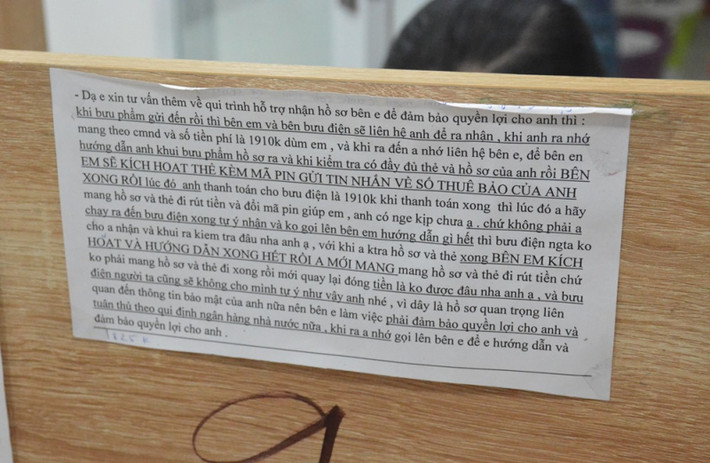 - Dạ e xin tư vấn thêm về qui trình hỗ trợ nhận hồ sơ bên e để đảm bảo quyền lợi cho anh thì :
khi bưu phẩm gửi đến rồi thì bên em và bên bưu điện sẽ liên hệ anh để ra nhận , khi anh ra nhớ
mang theo cmnd và số tiền phí là 1910k dùm em , và khi ra đến a nhớ liên hệ bên e, để bên en
hướng dẫn anh khui bưu phẩm hồ sơ ra và khi kiểm tra có đầy đủ thẻ và hồ sơ của anh rồi BÊN
EM SẼ KÍCH HOẠT THẺ KÈM MÃ PIN GỬI TIN NHẮN VỀ SỐ THUÊ BẢO CỦA ANH
XONG RỒI lúc đó anh thanh toán cho bưu điện là 1910k khi thanh toán xong thì lúc đó a hãy
mang hồ sơ và thẻ đi rút tiền và đổi mã pin giúp em , anh có nge kịp chưa ạ , chứ không phải a
chạy ra đến bưu điện xong tự ý nhận và ko gọi lên bên em hướng dẫn gì hết thì bưu điện ngta ko
cho a nhận và khui ra kiem tra đâu nha anh ạ , với khi a ktra hồ sơ và thẻ xong BÊN EM KÍCH
HOẠT VÀ HƯỚNG DẪN XONG HẾT RỒI A MỚI MANG mang hồ sơ và thẻ đi rút tiền chứ
ko phải mang hồ sơ và thẻ đi xong rồi mới quay lại đóng tiền là ko được đâu nha anh a , và bưu
điện người ta cũng sẽ không cho mình tự ý như vậy anh nhé , vì dây là hồ sơ quan trọng liên
quan đến thông tin bảo mật của anh nữa nên bên e làm việc phải đảm bảo quyền lợi cho anh và
tuân thủ theo qui định ngân hàng nhà nước nữa , khi ra a nhớ gọi lên bên e để e hướng dẫn và
đảm bảo quyền lợi cho anh .
9